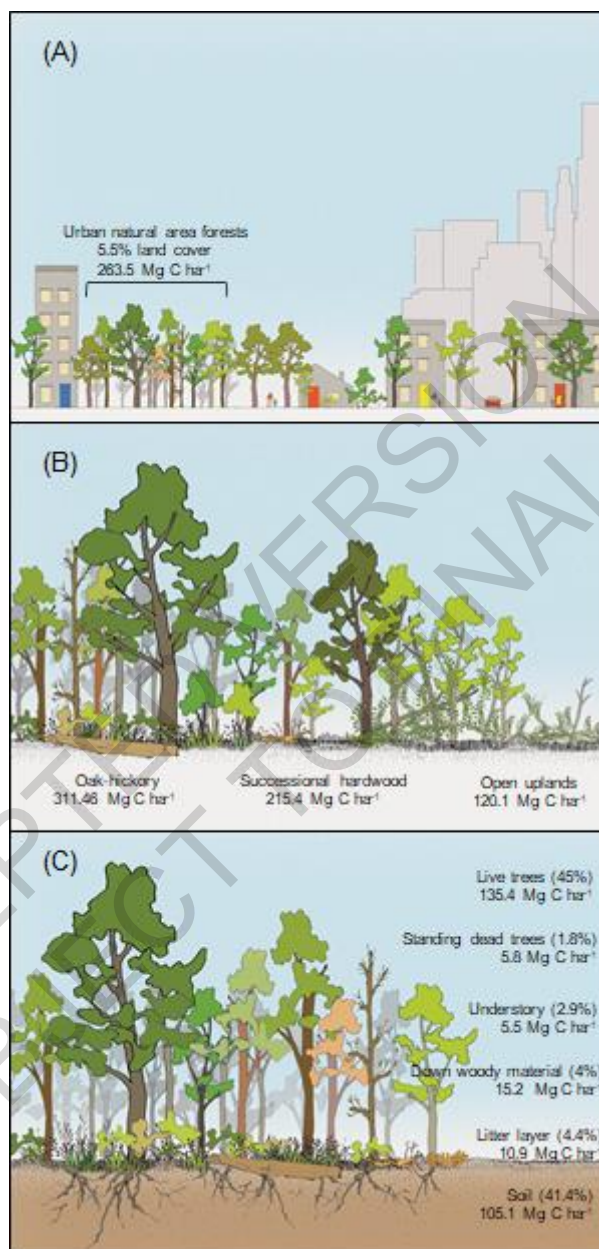 (A)
Urban natural area forests
5.5% land cover
263.5 Mg C ha⁻¹
(B)
Oak-hickory
311.46 Mg C ha⁻¹
Successional hardwood
215.4 Mg C ha⁻¹
Open uplands
120.1 Mg C ha⁻¹
(C)
Live trees (45%)
135.4 Mg C ha⁻¹
Standing dead trees (1.8%)
5.8 Mg C ha⁻¹
Understory (2.9%)
5.5 Mg C ha⁻¹
Down woody material (4%)
15.2 Mg C ha⁻¹
Litter layer (4.4%)
10.9 Mg C ha⁻¹
Soil (41.4%)
105.1 Mg C ha⁻¹